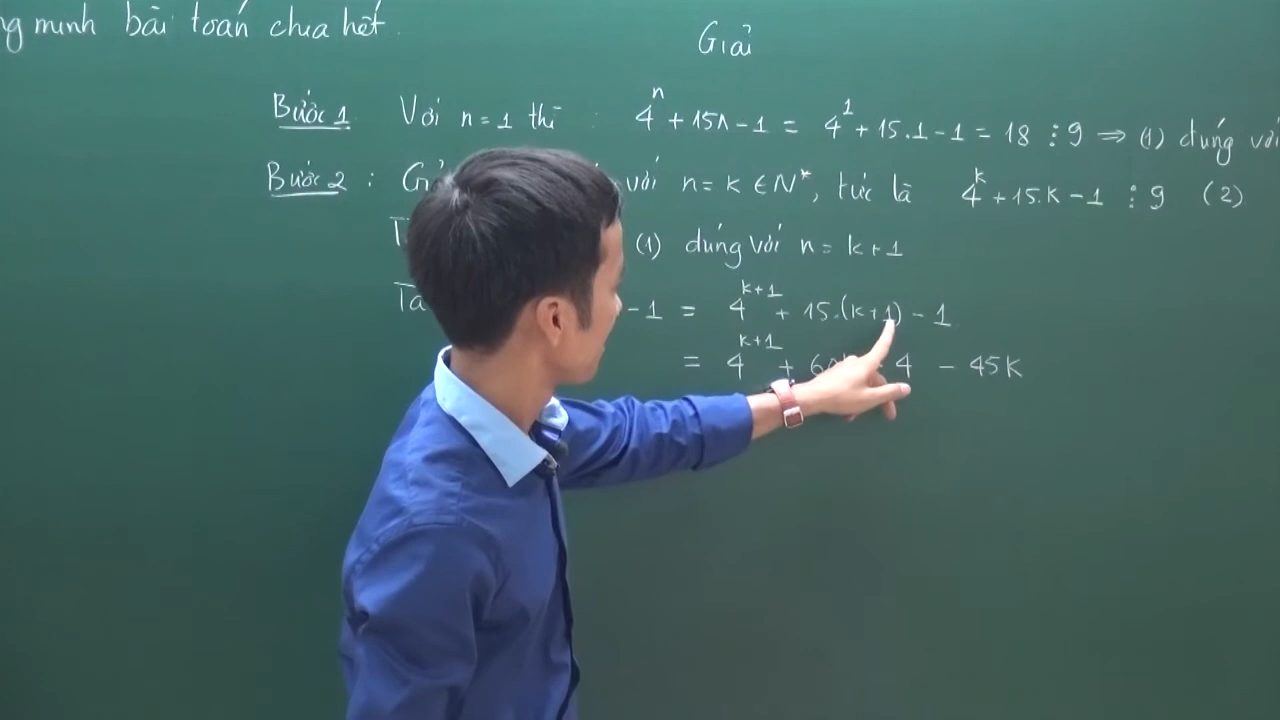 minh bài toán chia hết.
Giải
Bước 1 Với n = 1 thì : 4ⁿ + 15n - 1 = 4¹ + 15.1 - 1 = 18 ⋮ 9 ⇒ (1) đúng với
Bước 2 : với n = k ∈ N*, tức là 4ᵏ + 15.k - 1 ⋮ 9 (2)
(1) đúng với n = k + 1
Ta - 1 = 4ᵏ⁺¹ + 15.(k+1) - 1
= 4ᵏ⁺¹ + 4 - 45k